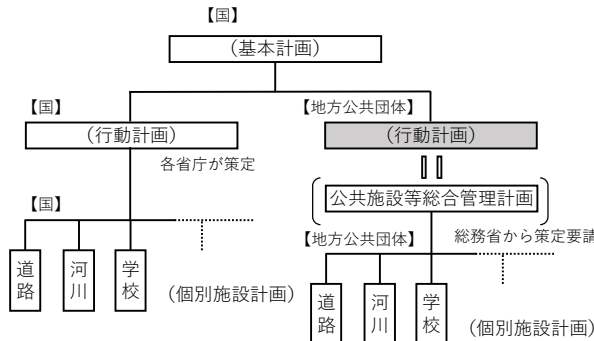 【国】
(基本計画)
【国】
【地方公共団体】
(行動計画)
(行動計画)
各省庁が策定
公共施設等総合管理計画
【国】
【地方公共団体】
総務省から策定要請
道路
河川
学校
(個別施設計画)
道路
河川
学校
(個別施設計画)